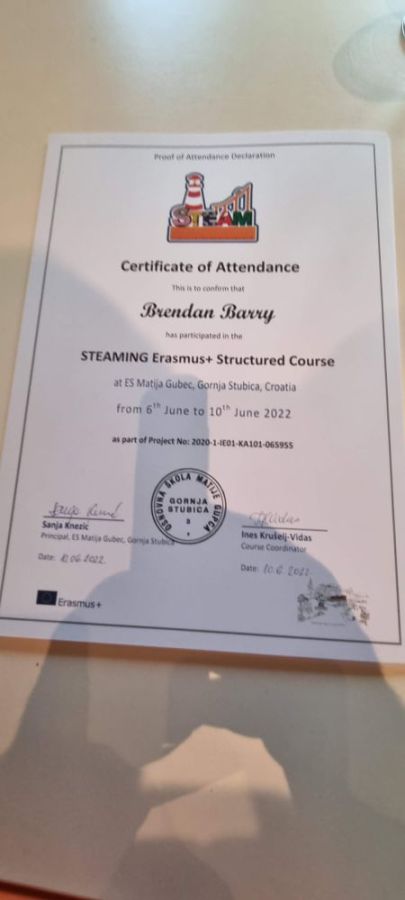 Proof of Attendance Declaration
STEAM
Certificate of Attendance
This is to confirm that
Brendan Barry
has participated in the
STEAMING Erasmus+ Structured Course
at ES Matija Gubec, Gornja Stubica, Croatia
from 6th June to 10th June 2022
as part of Project No: 2020-1-IE01-KA101-065955
OSNOVNA ŠKOLA MATIJE GUPCA
GORNJA
STUBICA
Sanja Knezić
Principal, ES Matija Gubec, Gornja Stubica
Date: 10.06.2022.
Ines Krušelj-Vidas
Course Coordinator
Date: 10.6.2022.
Erasmus+